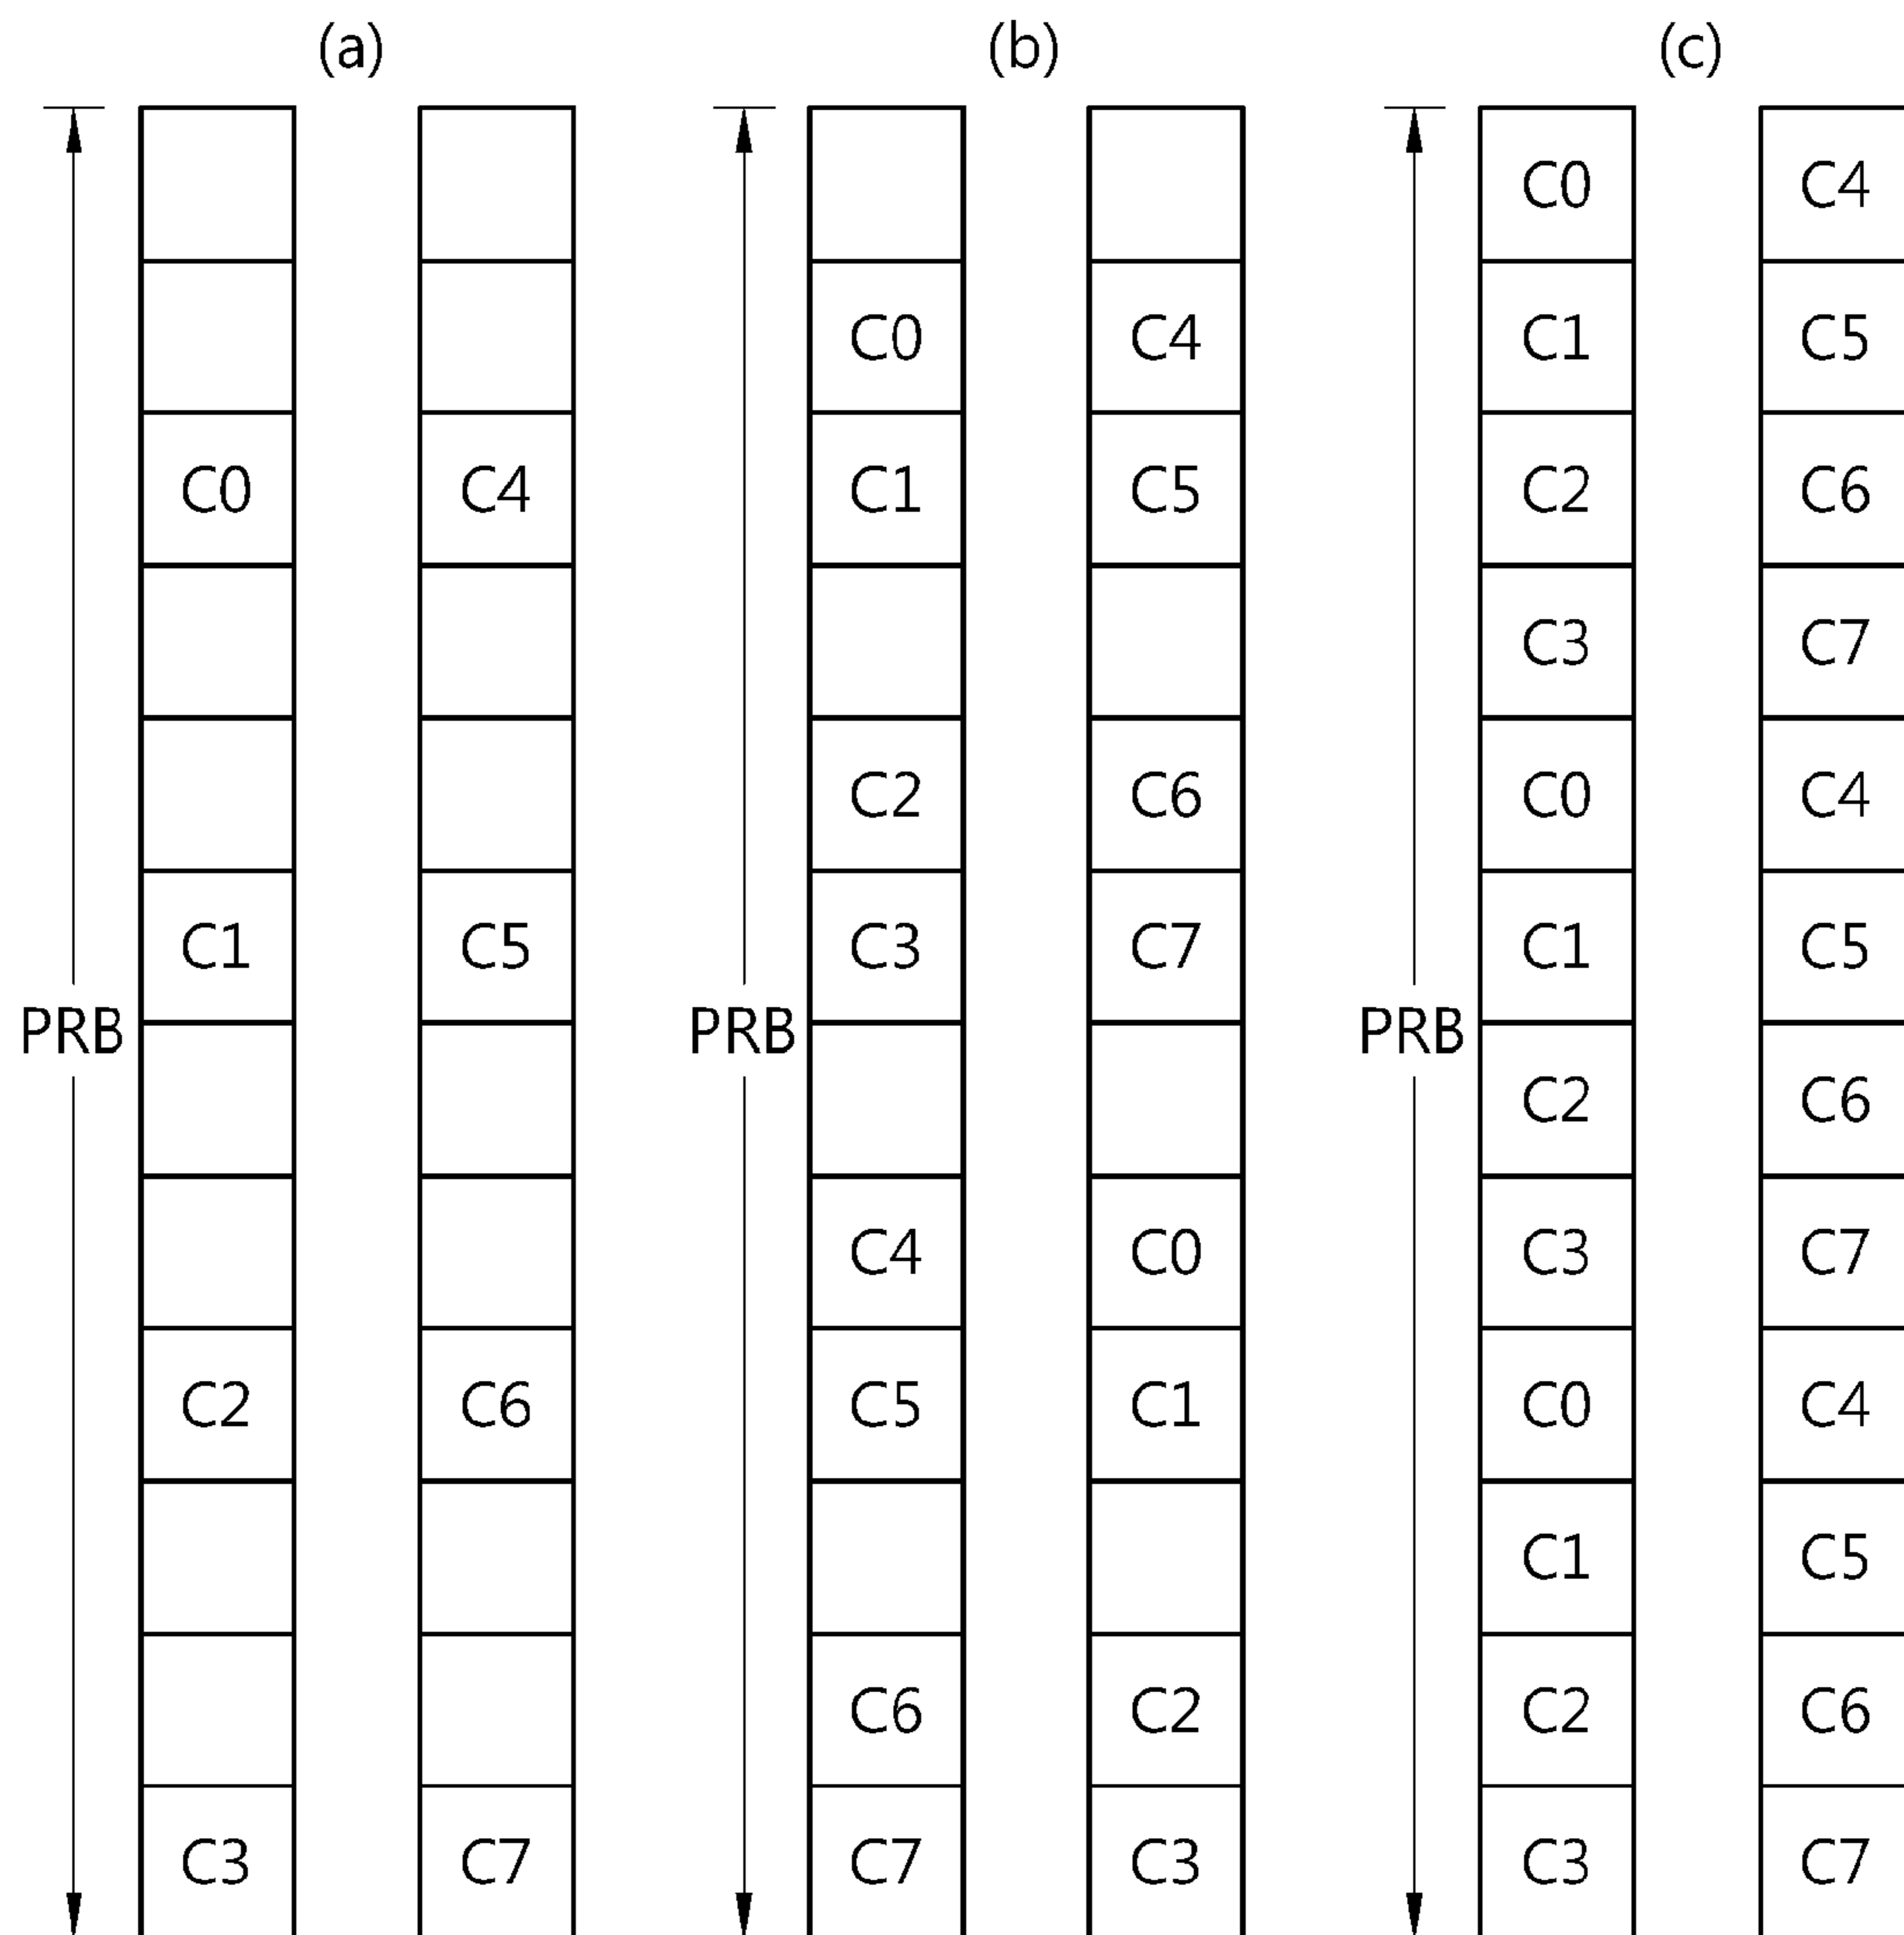 (a) (b) (c)
C0 C4
C0 C4 C1 C5
C0 C4 C1 C5 C2 C6
C3 C7
C2 C6 C0 C4
C1 C5 C3 C7 C1 C5
PRB PRB PRB
C2 C6
C4 C0 C3 C7
C2 C6 C5 C1 C0 C4
C1 C5
C6 C2 C2 C6
C3 C7 C7 C3 C3 C7